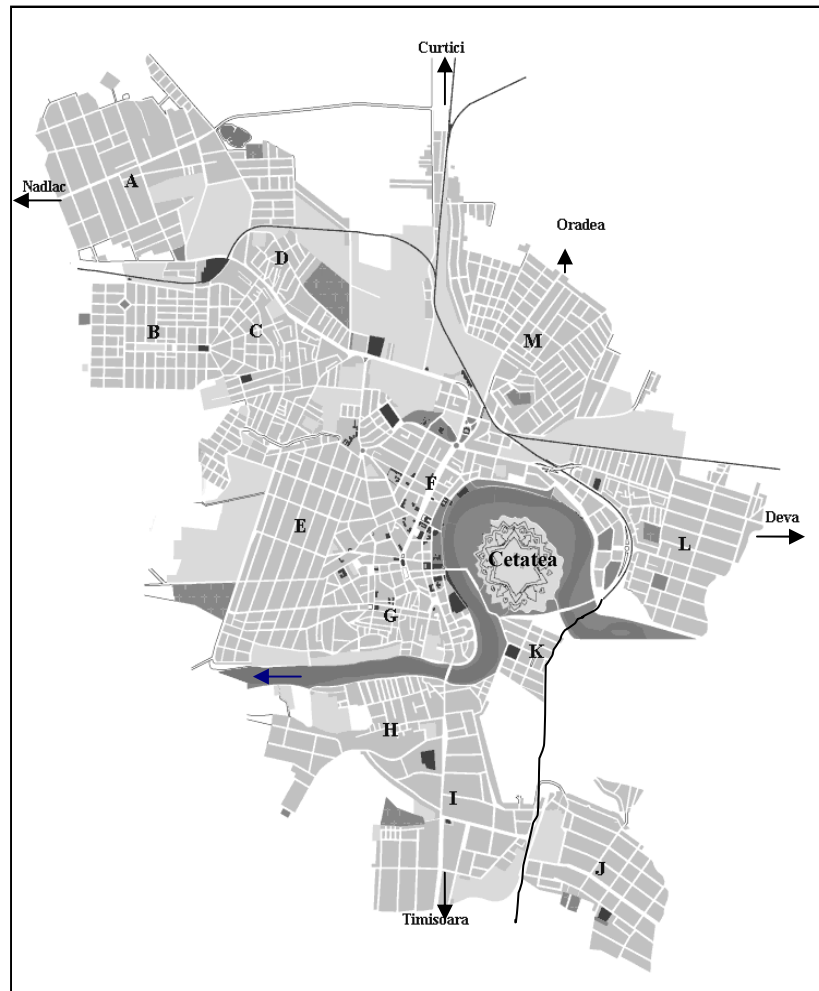 Curtici
A
Nadlac
Oradea
D
B
C
M
F
E
Deva
L
Cetatea
G
K
H
I
J
Timisoara